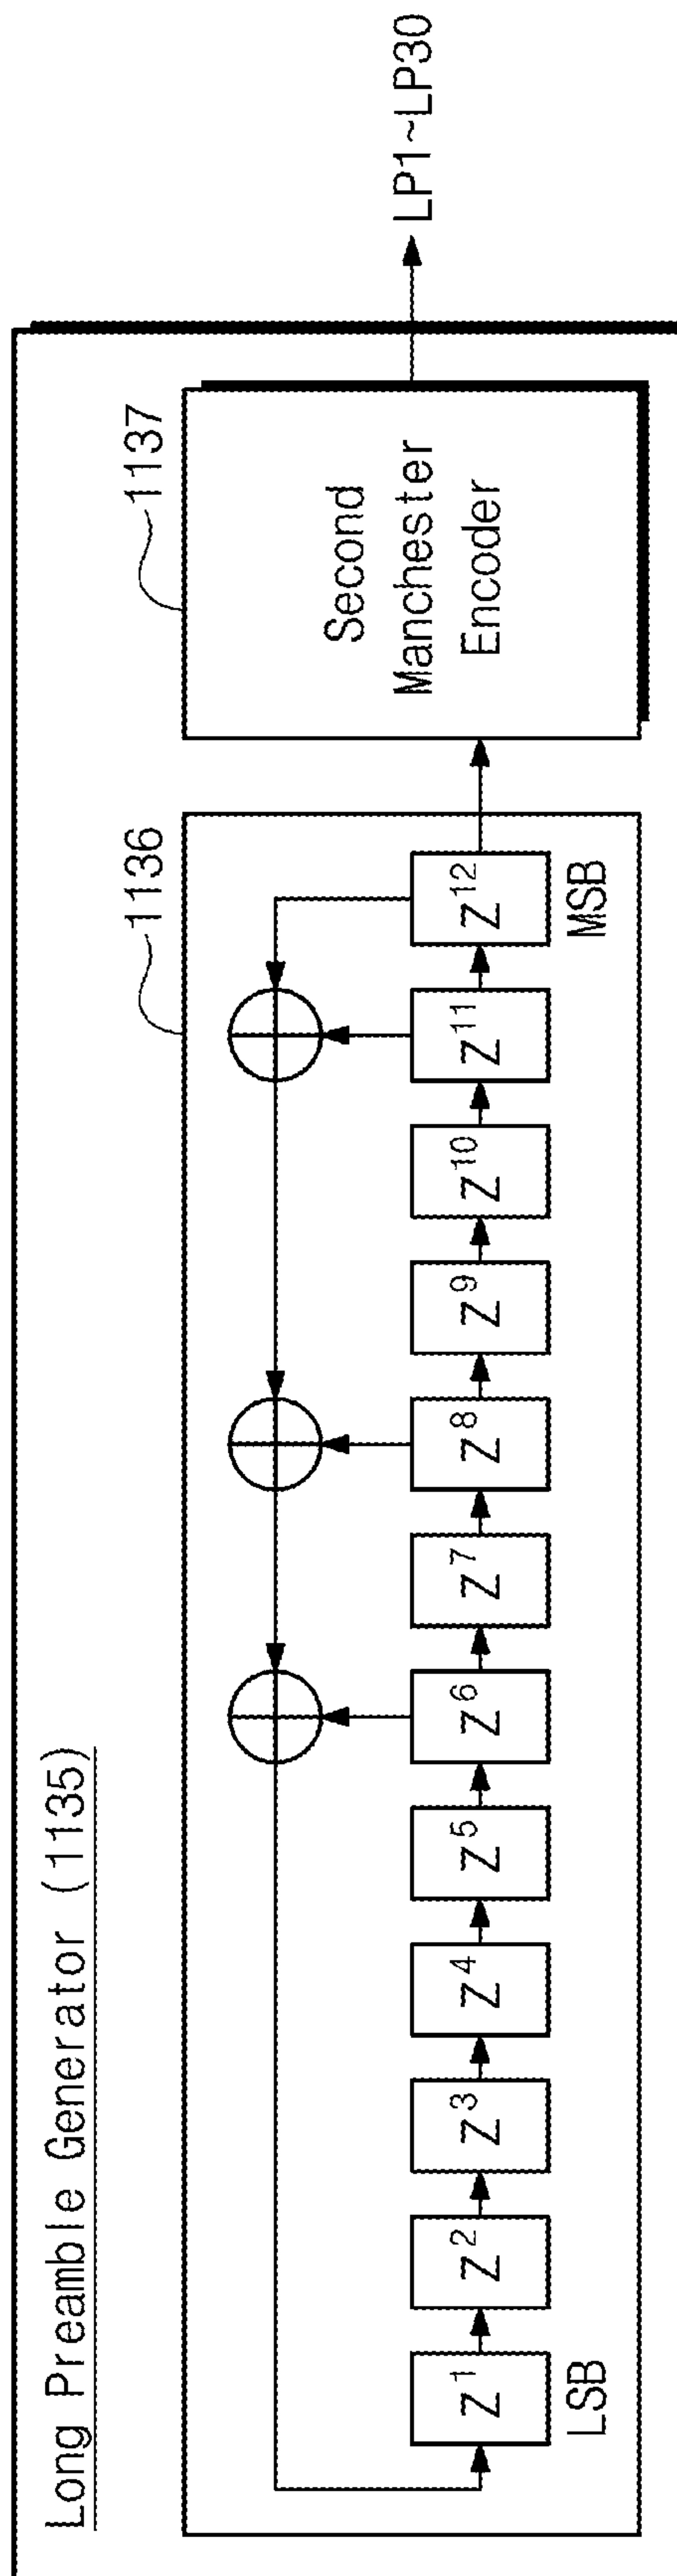 Long Preamble Generator (1135)
1136
1137
Z¹
Z²
Z³
Z⁴
Z⁵
Z⁶
Z⁷
Z⁸
Z⁹
Z¹⁰
Z¹¹
Z¹²
LSB
MSB
Second
Manchester
Encoder
LP1~LP30